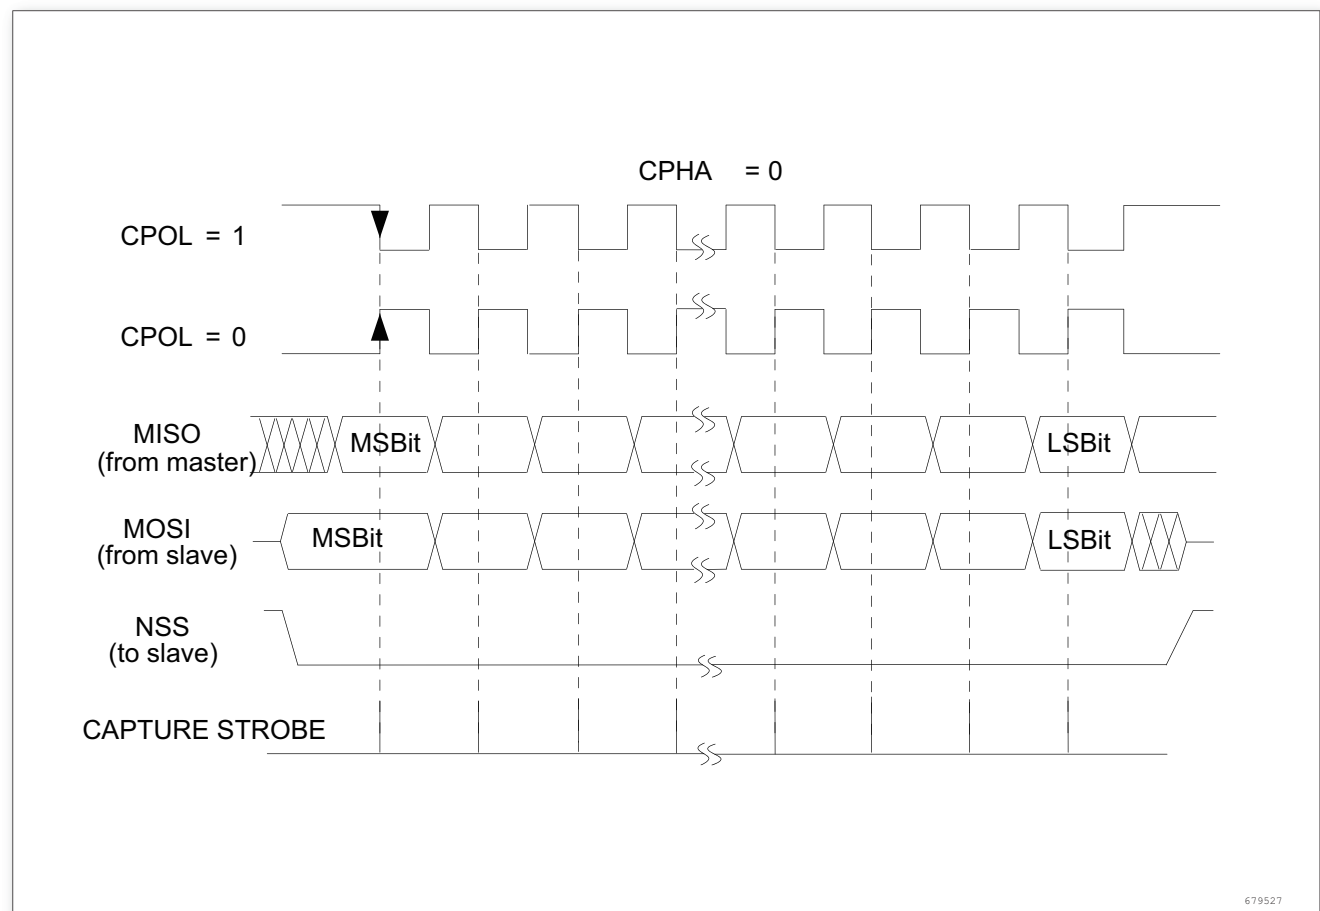 CPHA = 0
CPOL = 1
CPOL = 0
MISO
(from master)
MSBit
LSBit
MOSI
(from slave)
MSBit
LSBit
NSS
(to slave)
CAPTURE STROBE
679527